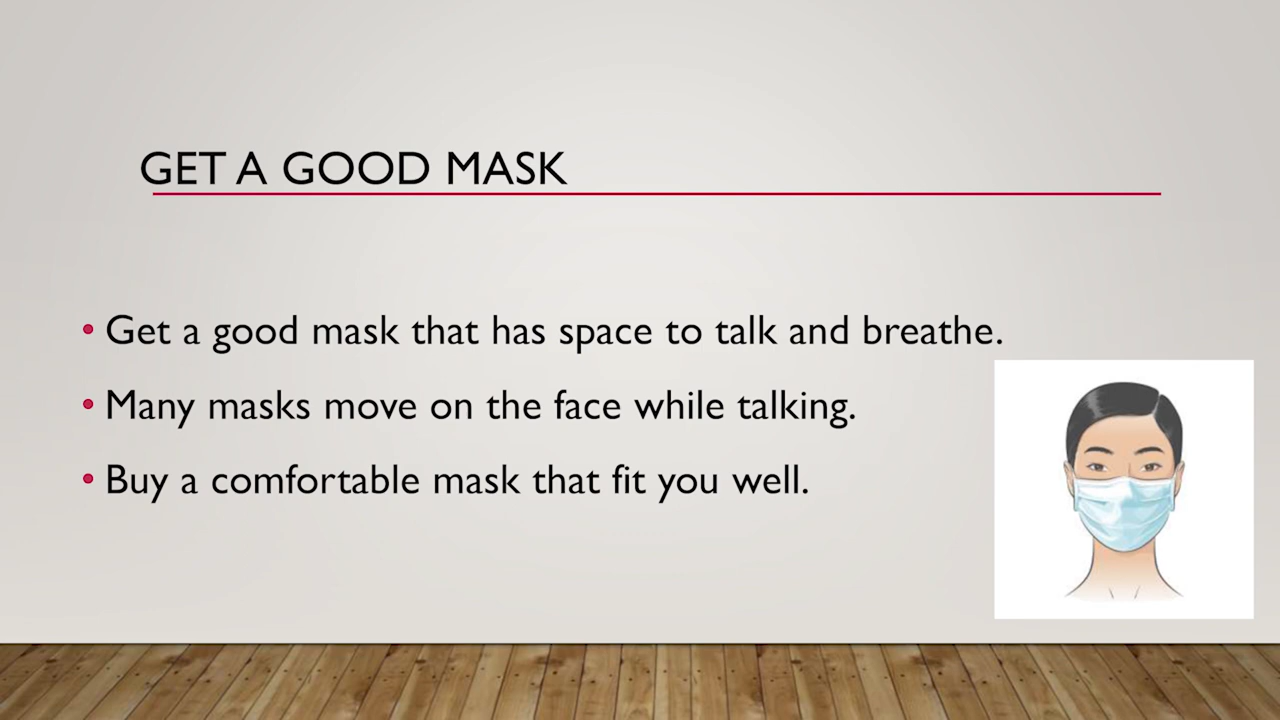 GET A GOOD MASK
• Get a good mask that has space to talk and breathe.
• Many masks move on the face while talking.
• Buy a comfortable mask that fit you well.